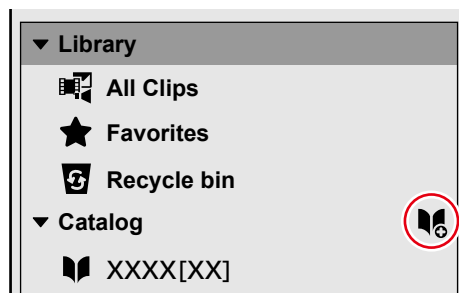 Library
All Clips
Favorites
Recycle bin
Catalog
XXXX[XX]